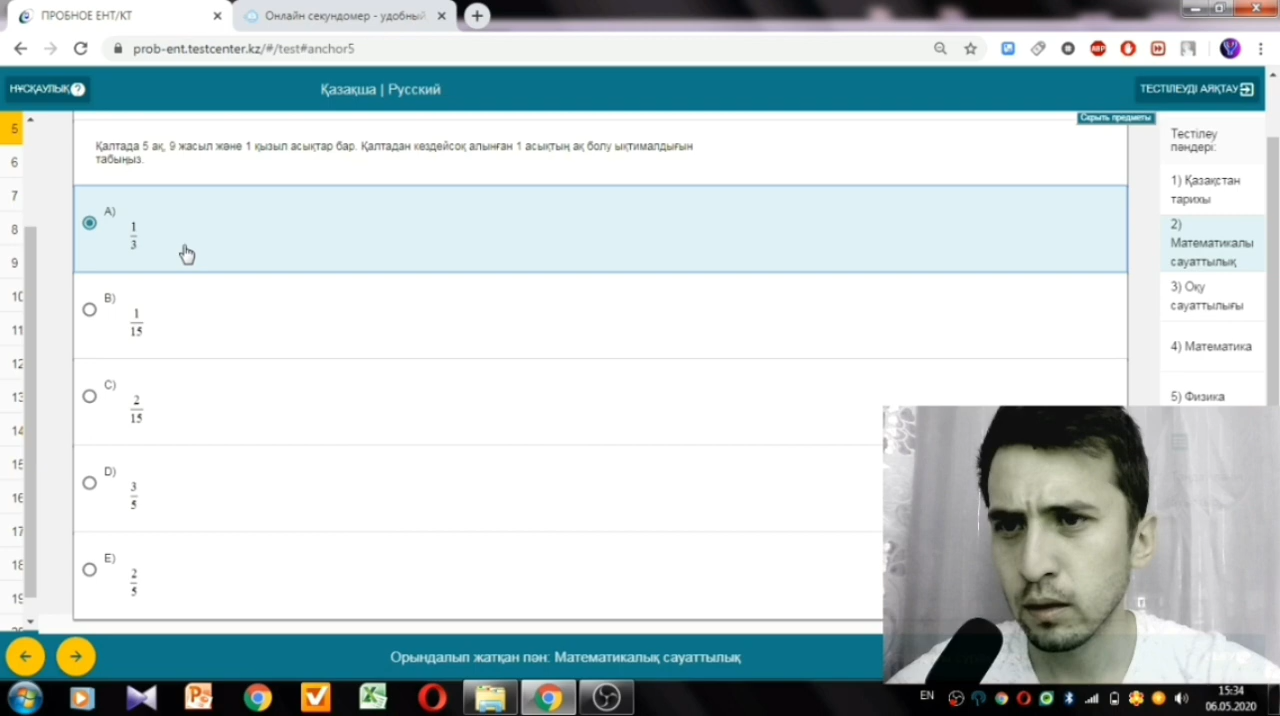 ПРОБНОЕ ЕНТ/КТ
Онлайн секундомер - удобный
prob-ent.testcenter.kz/#/test#anchor5
ABP
НҰСҚАУЛЫҚ ?
Қазақша | Русский
ТЕСТІЛЕУДІ АЯҚТАУ
Скрыть предметы
5
6
7
8
9
10
11
12
13
14
15
16
17
18
19
Қалтада 5 ақ, 9 жасыл және 1 қызыл асықтар бар. Қалтадан кездейсоқ алынған 1 асықтың ақ болу ықтималдығын
табыңыз.
A)
1
3
B)
1
15
C)
2
15
D)
3
5
E)
2
5
Тестілеу
пәндері:
1) Қазақстан
тарихы
2)
Математикалы
сауаттылық
3) Оқу
сауаттылығы
4) Математика
5) Физика
Орындалып жатқан пән: Математикалық сауаттылық
EN
15:34
06.05.2020